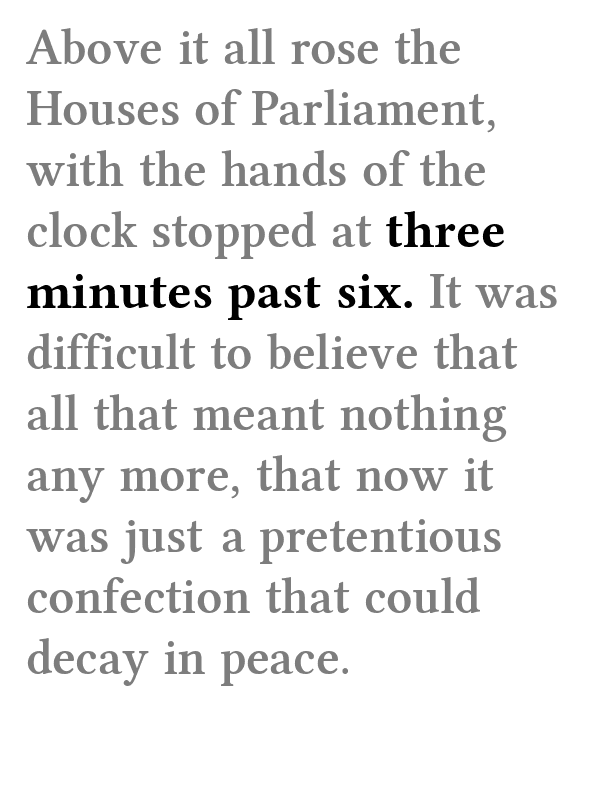 Above it all rose the
Houses of Parliament,
with the hands of the
clock stopped at three
minutes past six. It was
difficult to believe that
all that meant nothing
any more, that now it
was just a pretentious
confection that could
decay in peace.